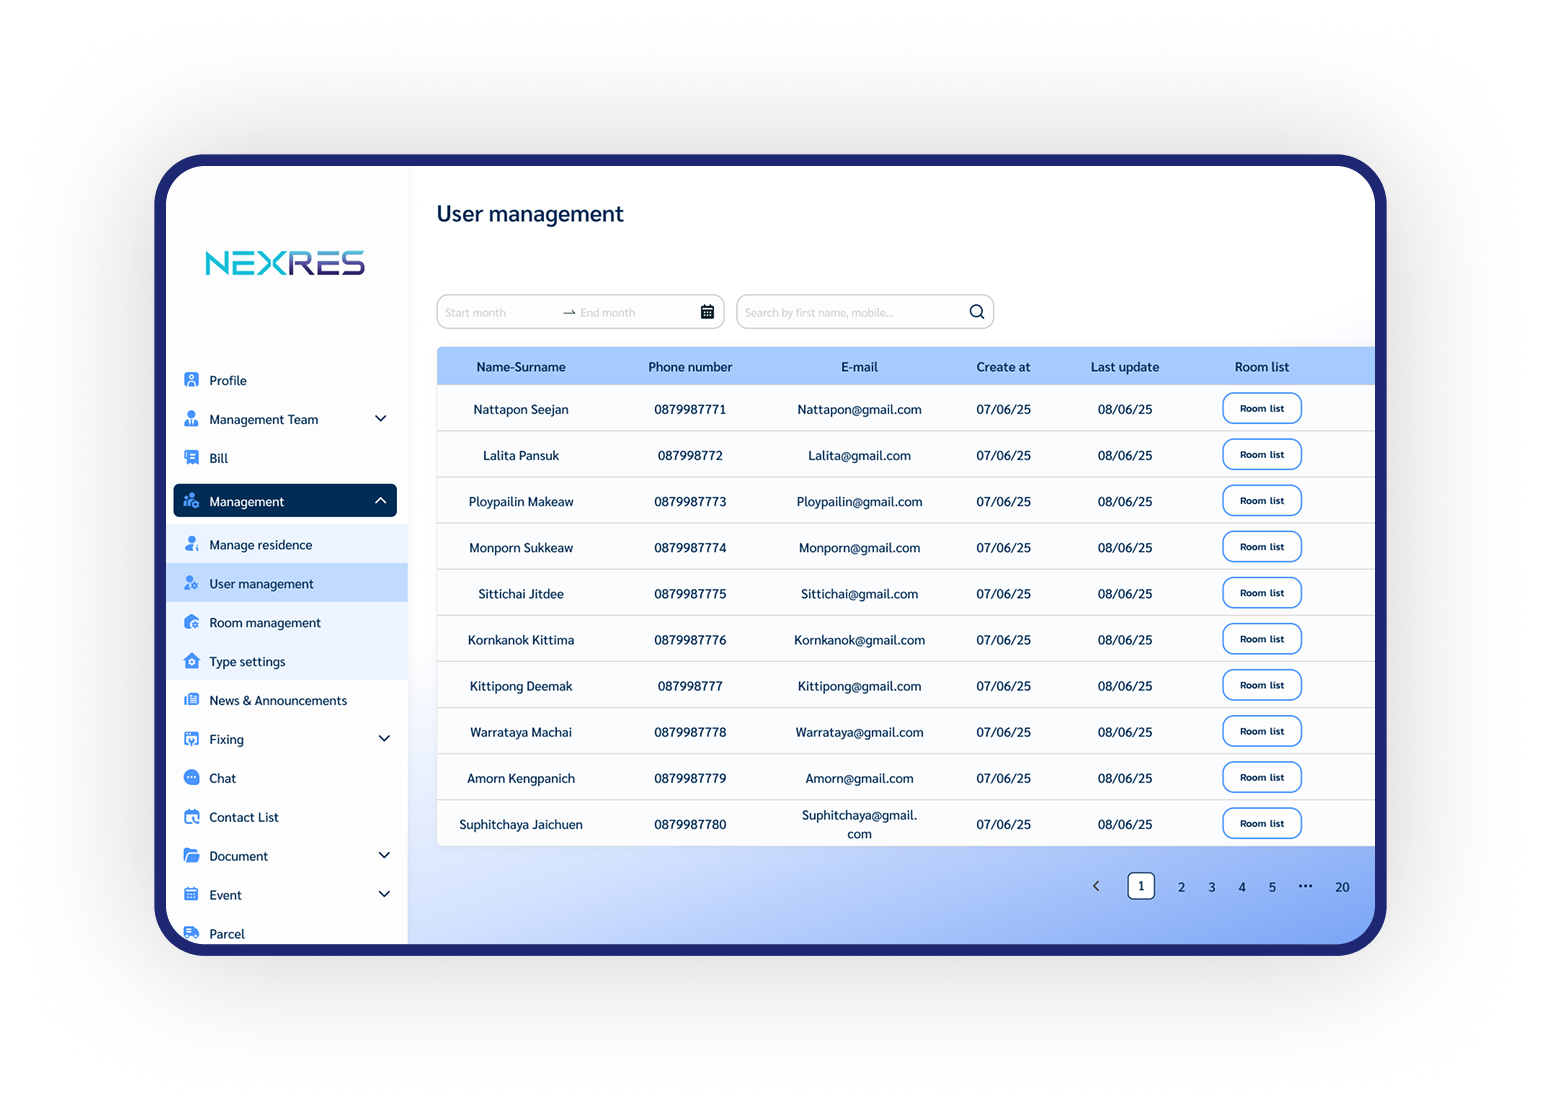 NEXRES
Profile
Management Team
Bill
Management
Manage residence
User management
Room management
Type settings
News & Announcements
Fixing
Chat
Contact List
Document
Event
Parcel
User management
Start month End month
Search by first name, mobile...
Name-Surname Phone number E-mail Create at Last update Room list
Nattapon Seejan 0879987771 Nattapon@gmail.com 07/06/25 08/06/25 Room list
Lalita Pansuk 087998772 Lalita@gmail.com 07/06/25 08/06/25 Room list
Ploypailin Makeaw 0879987773 Ploypailin@gmail.com 07/06/25 08/06/25 Room list
Monporn Sukkeaw 0879987774 Monporn@gmail.com 07/06/25 08/06/25 Room list
Sittichai Jitdee 0879987775 Sittichai@gmail.com 07/06/25 08/06/25 Room list
Kornkanok Kittima 0879987776 Kornkanok@gmail.com 07/06/25 08/06/25 Room list
Kittipong Deemak 087998777 Kittipong@gmail.com 07/06/25 08/06/25 Room list
Warrataya Machai 0879987778 Warrataya@gmail.com 07/06/25 08/06/25 Room list
Amorn Kengpanich 0879987779 Amorn@gmail.com 07/06/25 08/06/25 Room list
Suphitchaya Jaichuen 0879987780 Suphitchaya@gmail.
com 07/06/25 08/06/25 Room list
1 2 3 4 5 ••• 20